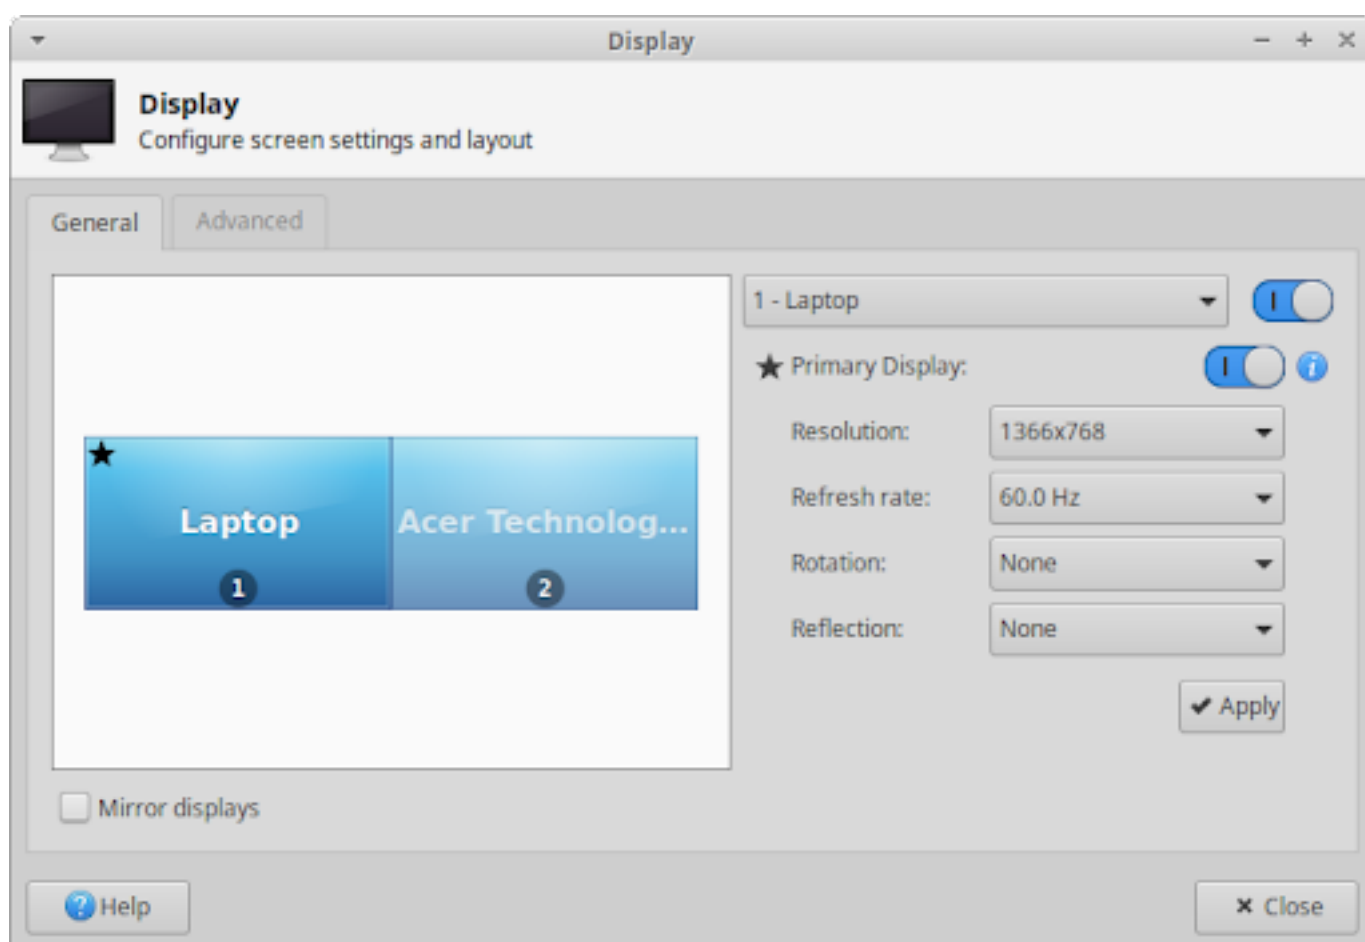 Display
Display
Configure screen settings and layout
General
Advanced
1 - Laptop
Primary Display:
Resolution: 1366x768
Refresh rate: 60.0 Hz
Rotation: None
Reflection: None
Apply
Laptop
1
Acer Technolog...
2
Mirror displays
Help
Close